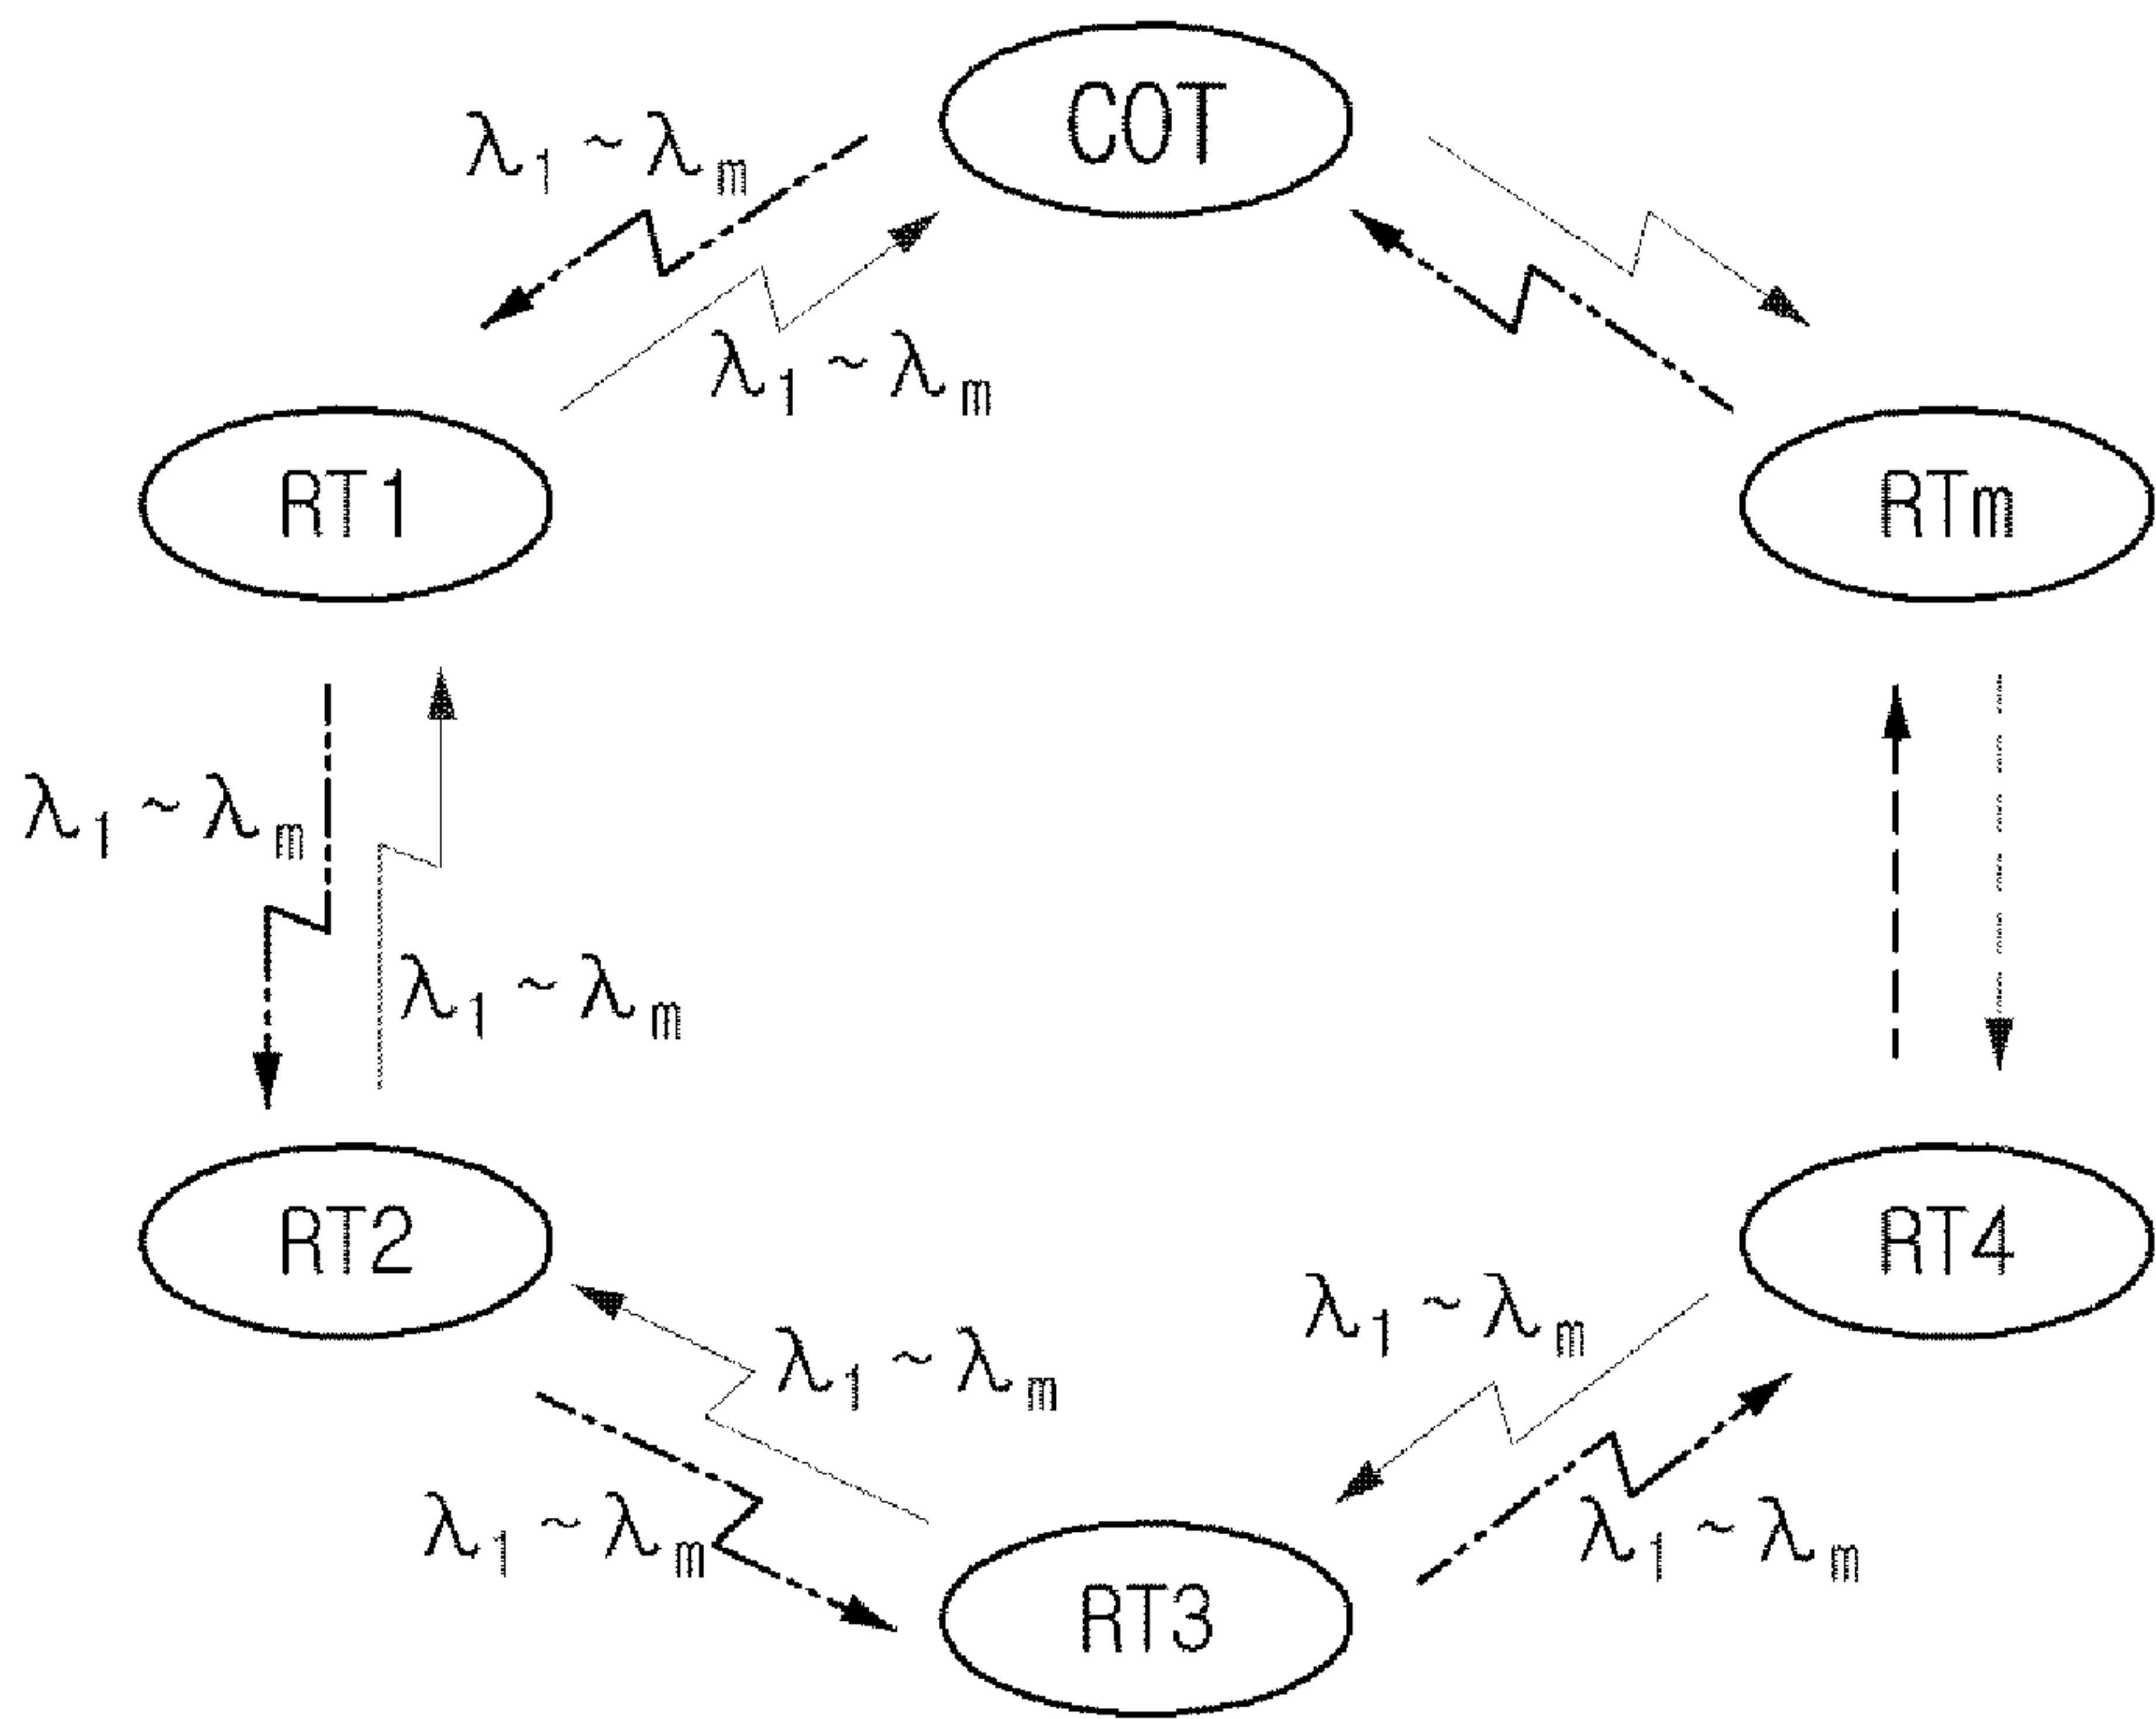 COT
λ₁ ~ λₘ
λ₁ ~ λₘ
RT1
RTm
λ₁ ~ λₘ
λ₁ ~ λₘ
RT2
RT4
λ₁ ~ λₘ
λ₁ ~ λₘ
λ₁ ~ λₘ
λ₁ ~ λₘ
RT3